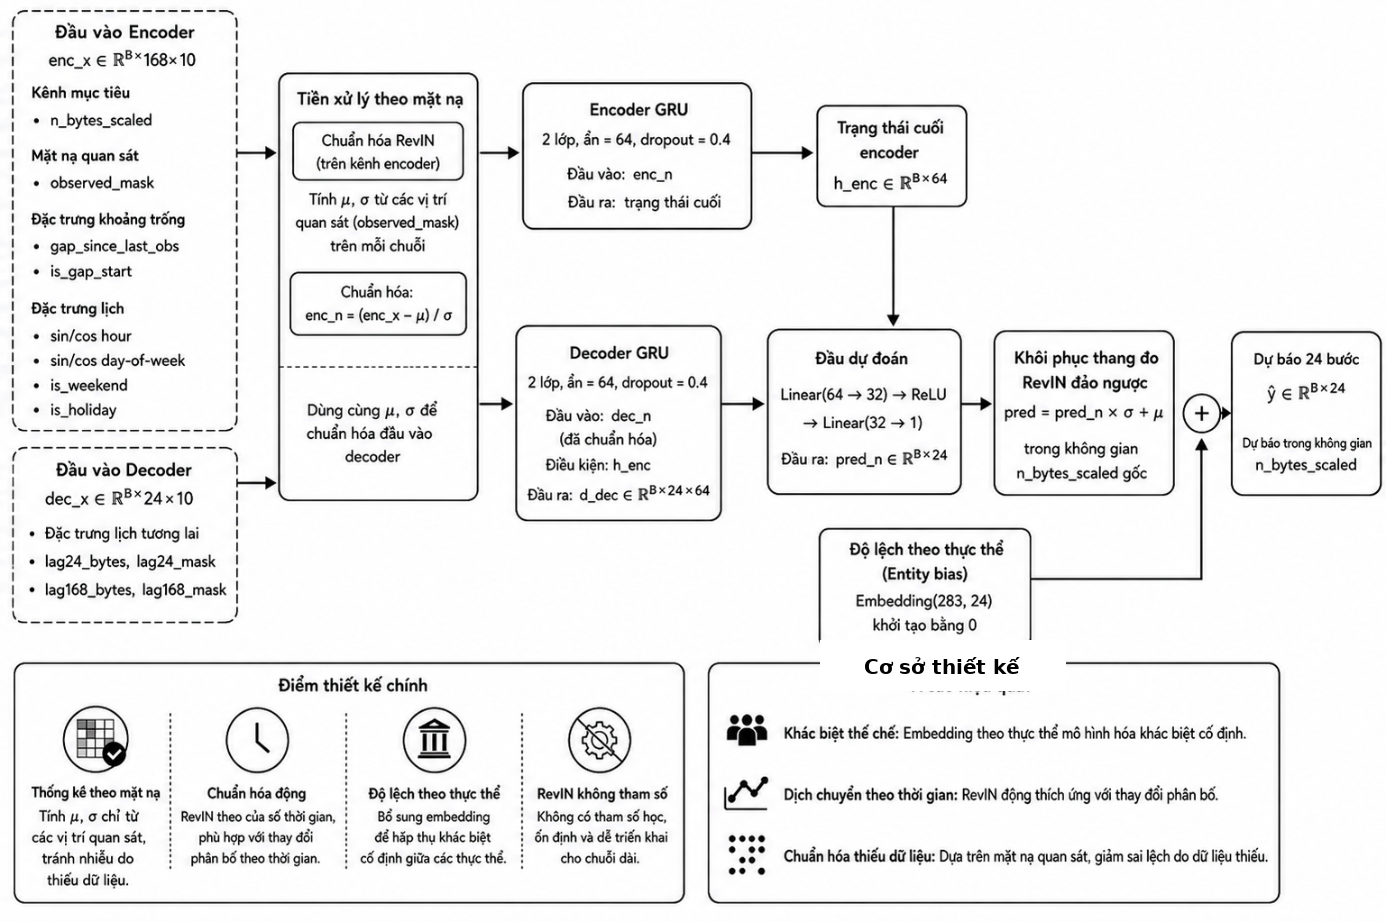 Đầu vào Encoder
enc_x ∈ ℝᴮ×168×10
Kênh mục tiêu
• n_bytes_scaled
Mặt nạ quan sát
• observed_mask
Đặc trưng khoảng trống
• gap_since_last_obs
• is_gap_start
Đặc trưng lịch
• sin/cos hour
• sin/cos day-of-week
• is_weekend
• is_holiday
Đầu vào Decoder
dec_x ∈ ℝᴮ×24×10
• Đặc trưng lịch tương lai
• lag24_bytes, lag24_mask
• lag168_bytes, lag168_mask
Tiền xử lý theo mặt nạ
Chuẩn hóa RevIN
(trên kênh encoder)
Tính μ, σ từ các vị trí
quan sát (observed_mask)
trên mỗi chuỗi
Chuẩn hóa:
enc_n = (enc_x – μ) / σ
Dùng cùng μ, σ để
chuẩn hóa đầu vào
decoder
Encoder GRU
2 lớp, ẩn = 64, dropout = 0.4
Đầu vào: enc_n
Đầu ra: trạng thái cuối
Trạng thái cuối
encoder
h_enc ∈ ℝᴮ×⁶⁴
Decoder GRU
2 lớp, ẩn = 64, dropout = 0.4
Đầu vào: dec_n
(đã chuẩn hóa)
Điều kiện: h_enc
Đầu ra: d_dec ∈ ℝᴮ×²⁴×⁶⁴
Đầu dự đoán
Linear(64 → 32) → ReLU
→ Linear(32 → 1)
Đầu ra: pred_n ∈ ℝᴮ×²⁴
Khôi phục thang đo
RevIN đảo ngược
pred = pred_n × σ + μ
trong không gian
n_bytes_scaled gốc
+
Dự báo 24 bước
ŷ ∈ ℝᴮ×²⁴
Dự báo trong không gian
n_bytes_scaled
Độ lệch theo thực thể
(Entity bias)
Embedding(283, 24)
khởi tạo bằng 0
Điểm thiết kế chính
Thống kê theo mặt nạ
Tính μ, σ chỉ từ
các vị trí quan sát,
tránh nhiễu do
thiếu dữ liệu.
Chuẩn hóa động
RevIN theo của số thời gian,
phù hợp với thay đổi
phân bố theo thời gian.
Độ lệch theo thực thể
Bổ sung embedding
để hấp thụ khác biệt
cố định giữa các thực thể.
RevIN không tham số
Không có tham số học,
ổn định và dễ triển khai
cho chuỗi dài.
Cơ sở thiết kế
Khác biệt thế chế: Embedding theo thực thể mô hình hóa khác biệt cố định.
Dịch chuyển theo thời gian: RevIN động thích ứng với thay đổi phân bố.
Chuẩn hóa thiếu dữ liệu: Dựa trên mặt nạ quan sát, giảm sai lệch do dữ liệu thiếu.